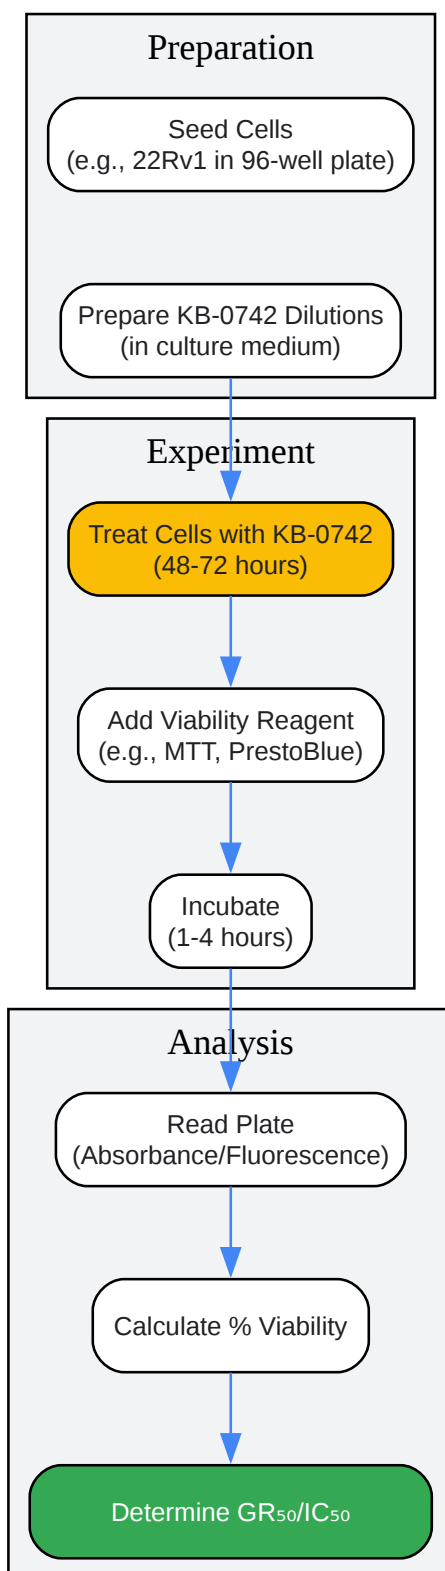 Preparation
Seed Cells
(e.g., 22Rv1 in 96-well plate)
Prepare KB-0742 Dilutions
(in culture medium)
Experiment
Treat Cells with KB-0742
(48-72 hours)
Add Viability Reagent
(e.g., MTT, PrestoBlue)
Incubate
(1-4 hours)
Analysis
Read Plate
(Absorbance/Fluorescence)
Calculate % Viability
Determine GR₅₀/IC₅₀